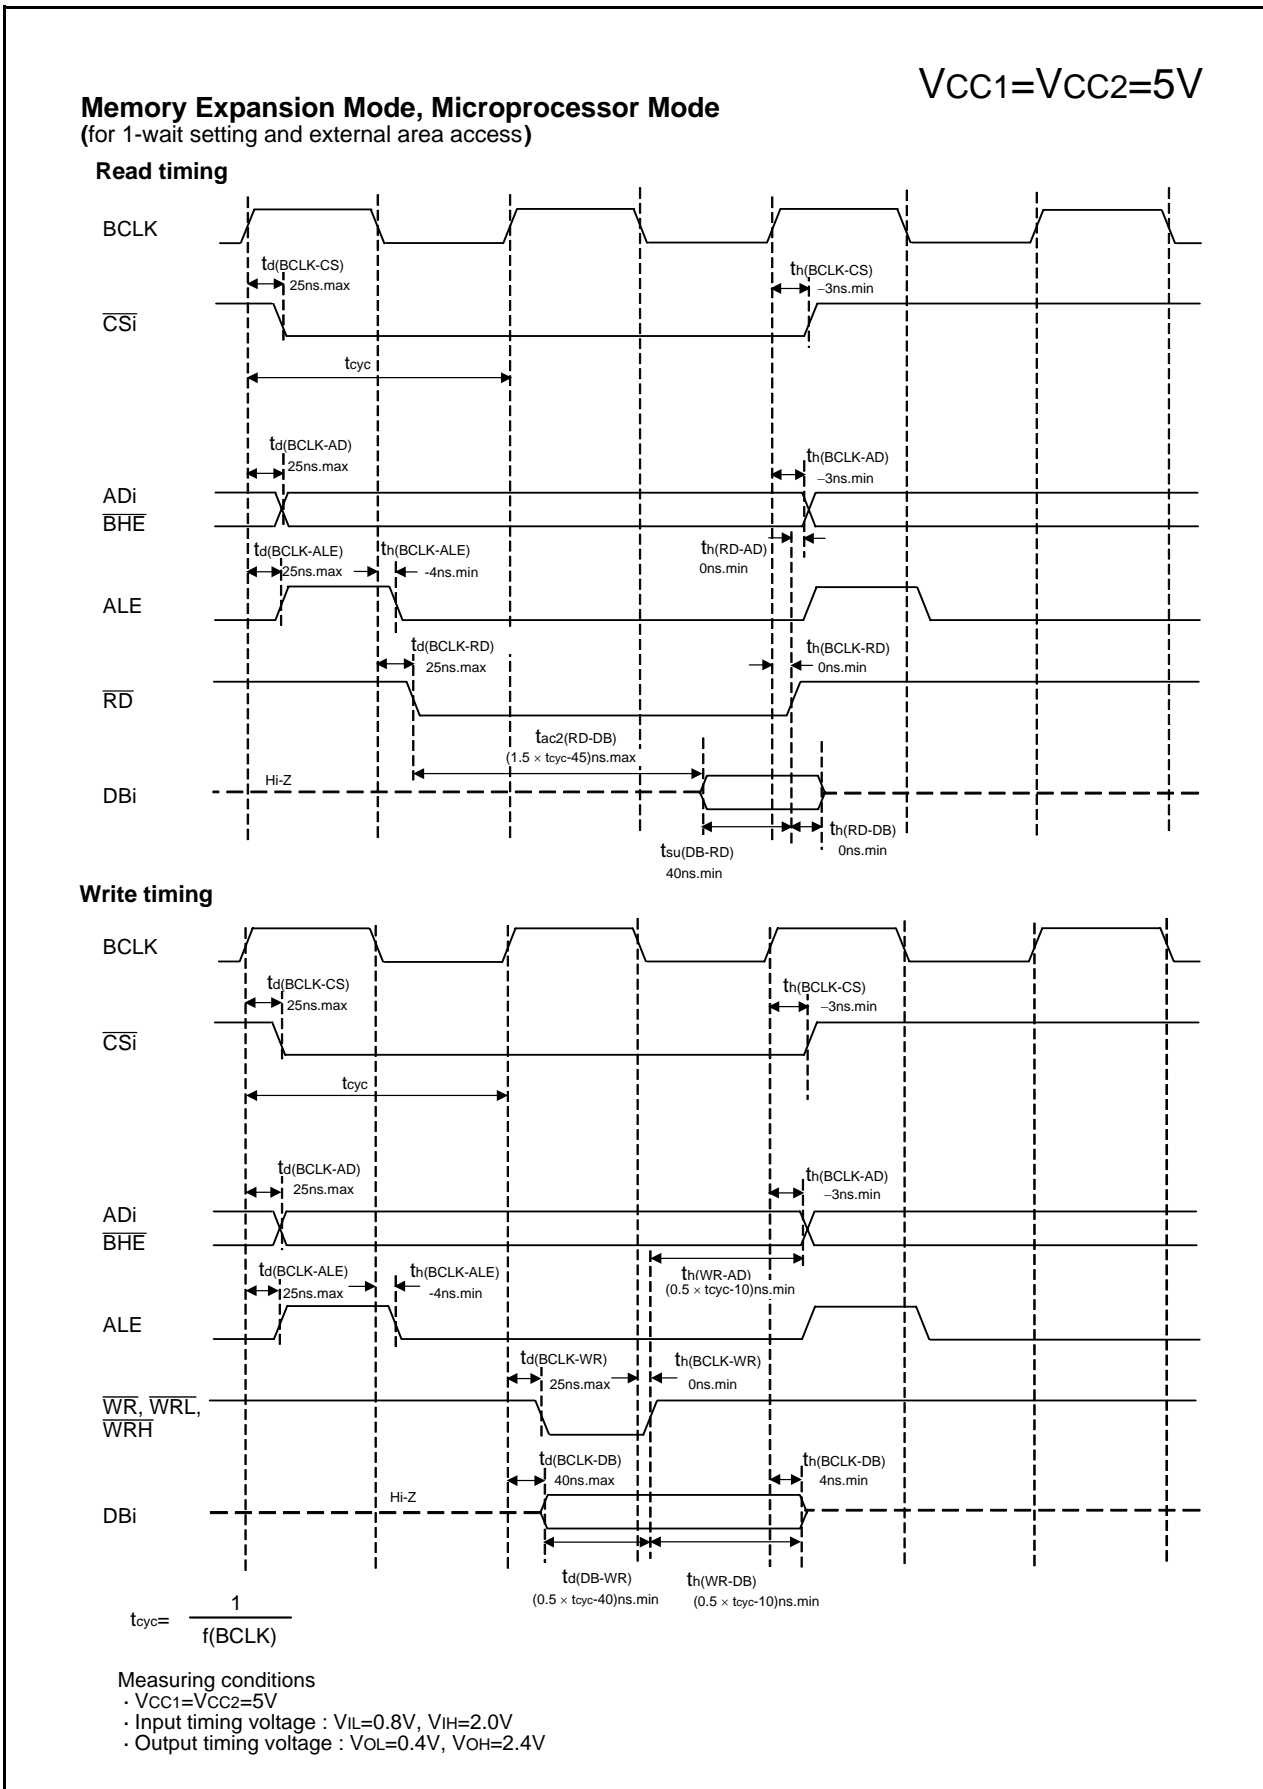 VCC1=VCC2=5V
Memory Expansion Mode, Microprocessor Mode
(for 1-wait setting and external area access)
Read timing
BCLK
td(BCLK-CS)
25ns.max
th(BCLK-CS)
−3ns.min
CSi
tcyc
td(BCLK-AD)
25ns.max
th(BCLK-AD)
−3ns.min
ADi
BHE
td(BCLK-ALE)
25ns.max
th(BCLK-ALE)
-4ns.min
th(RD-AD)
0ns.min
ALE
td(BCLK-RD)
25ns.max
th(BCLK-RD)
0ns.min
RD
tac2(RD-DB)
(1.5 × tcyc-45)ns.max
Hi-Z
DBi
tsu(DB-RD)
40ns.min
th(RD-DB)
0ns.min
Write timing
BCLK
td(BCLK-CS)
25ns.max
th(BCLK-CS)
−3ns.min
CSi
tcyc
td(BCLK-AD)
25ns.max
th(BCLK-AD)
−3ns.min
ADi
BHE
td(BCLK-ALE)
25ns.max
th(BCLK-ALE)
-4ns.min
th(WR-AD)
(0.5 × tcyc-10)ns.min
ALE
td(BCLK-WR)
25ns.max
th(BCLK-WR)
0ns.min
WR, WRL,
WRH
td(BCLK-DB)
40ns.max
th(BCLK-DB)
4ns.min
Hi-Z
DBi
td(DB-WR)
(0.5 × tcyc-40)ns.min
th(WR-DB)
(0.5 × tcyc-10)ns.min
tcyc= 1
f(BCLK)
Measuring conditions
· VCC1=VCC2=5V
· Input timing voltage : VIL=0.8V, VIH=2.0V
· Output timing voltage : VOL=0.4V, VOH=2.4V